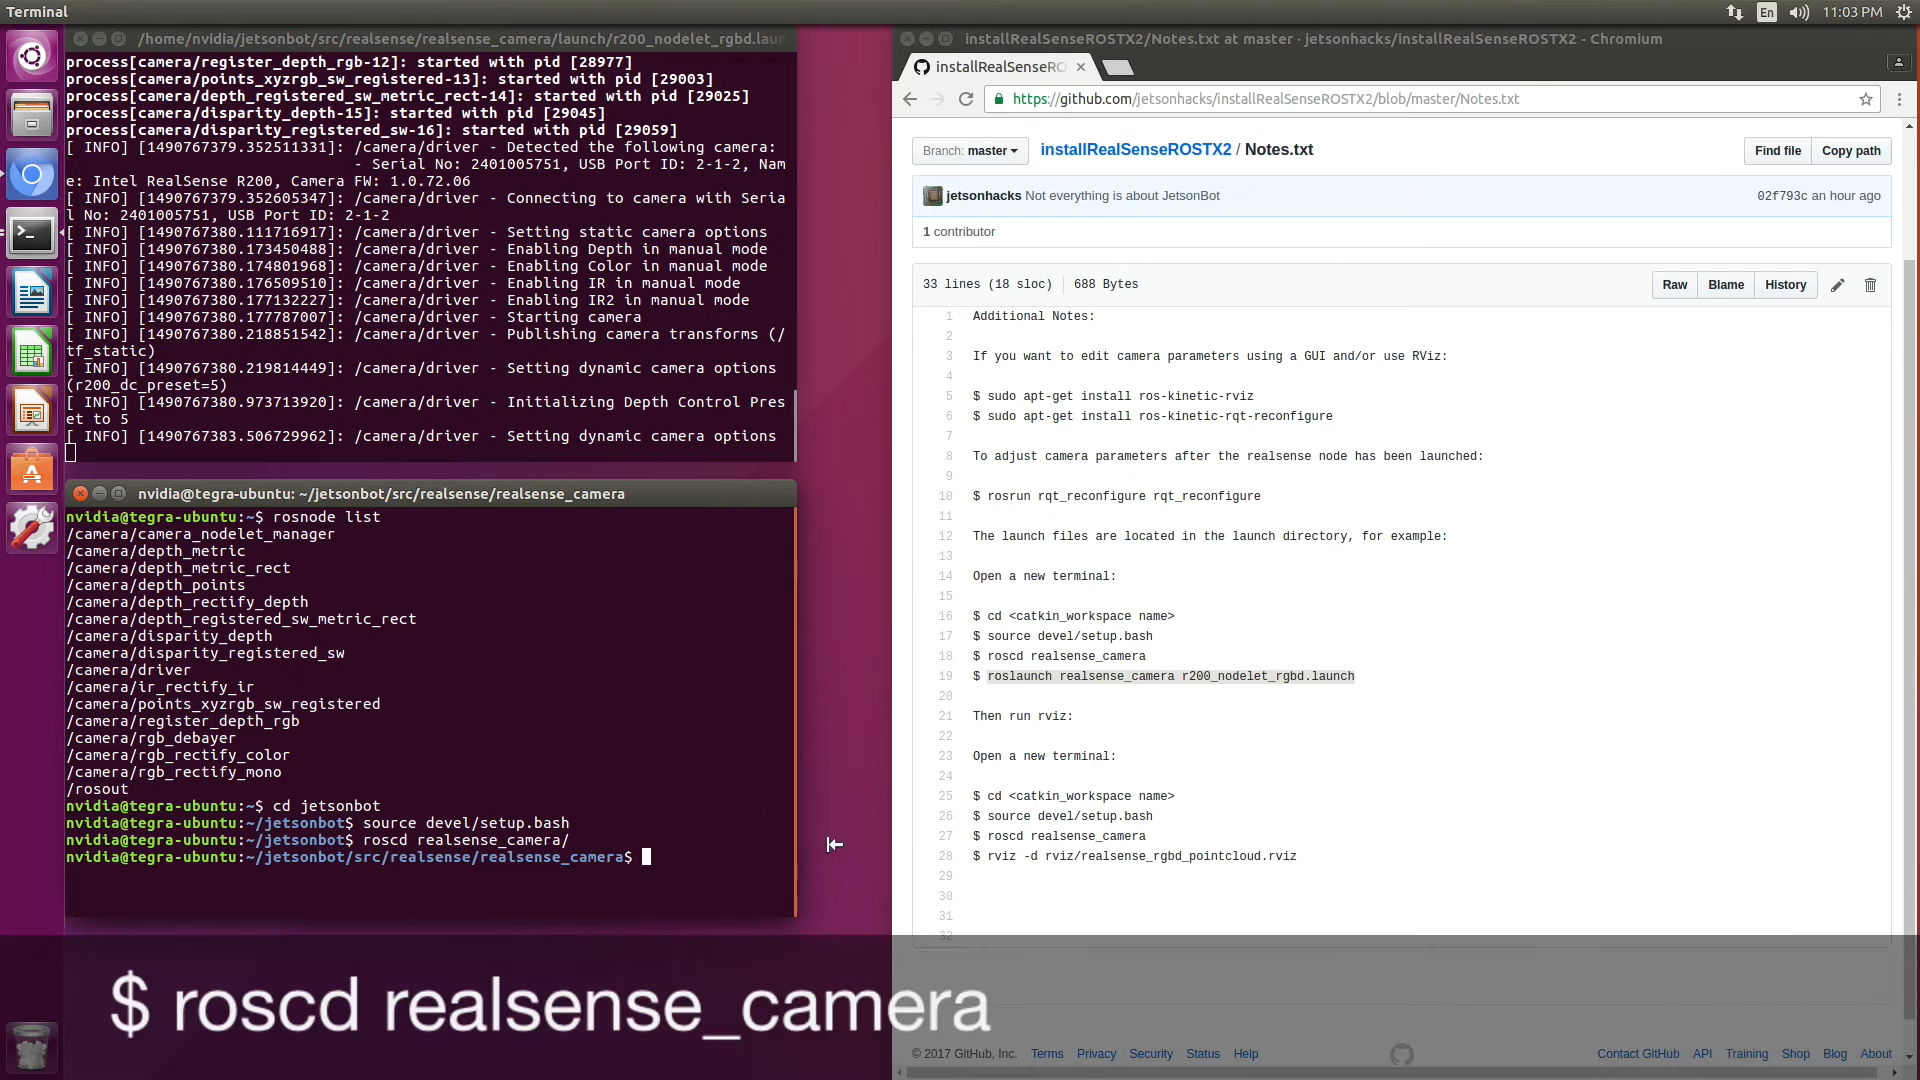 Terminal
En
11:03 PM
/home/nvidia/jetsonbot/src/realsense/realsense_camera/launch/r200_nodelet_rgbd.laun
process[camera/register_depth_rgb-12]: started with pid [28977]
process[camera/points_xyzrgb_sw_registered-13]: started with pid [29003]
process[camera/depth_registered_sw_metric_rect-14]: started with pid [29025]
process[camera/disparity_depth-15]: started with pid [29045]
process[camera/disparity_registered_sw-16]: started with pid [29059]
[ INFO] [1490767379.352511331]: /camera/driver - Detected the following camera:
- Serial No: 2401005751, USB Port ID: 2-1-2, Nam
e: Intel RealSense R200, Camera FW: 1.0.72.06
[ INFO] [1490767379.352605347]: /camera/driver - Connecting to camera with Seria
l No: 2401005751, USB Port ID: 2-1-2
[ INFO] [1490767380.111716917]: /camera/driver - Setting static camera options
[ INFO] [1490767380.173450488]: /camera/driver - Enabling Depth in manual mode
[ INFO] [1490767380.174801968]: /camera/driver - Enabling Color in manual mode
[ INFO] [1490767380.176509510]: /camera/driver - Enabling IR in manual mode
[ INFO] [1490767380.177132227]: /camera/driver - Enabling IR2 in manual mode
[ INFO] [1490767380.177787007]: /camera/driver - Starting camera
[ INFO] [1490767380.218851542]: /camera/driver - Publishing camera transforms (/
tf_static)
[ INFO] [1490767380.219814449]: /camera/driver - Setting dynamic camera options
(r200_dc_preset=5)
[ INFO] [1490767380.973713920]: /camera/driver - Initializing Depth Control Pres
et to 5
[ INFO] [1490767383.506729962]: /camera/driver - Setting dynamic camera options
nvidia@tegra-ubuntu: ~/jetsonbot/src/realsense/realsense_camera
nvidia@tegra-ubuntu:~$ rosnode list
/camera/camera_nodelet_manager
/camera/depth_metric
/camera/depth_metric_rect
/camera/depth_points
/camera/depth_rectify_depth
/camera/depth_registered_sw_metric_rect
/camera/disparity_depth
/camera/disparity_registered_sw
/camera/driver
/camera/ir_rectify_ir
/camera/points_xyzrgb_sw_registered
/camera/register_depth_rgb
/camera/rgb_debayer
/camera/rgb_rectify_color
/camera/rgb_rectify_mono
/rosout
nvidia@tegra-ubuntu:~$ cd jetsonbot
nvidia@tegra-ubuntu:~/jetsonbot$ source devel/setup.bash
nvidia@tegra-ubuntu:~/jetsonbot$ roscd realsense_camera/
nvidia@tegra-ubuntu:~/jetsonbot/src/realsense/realsense_camera$
installRealSenseROSTX2/Notes.txt at master · jetsonhacks/installRealSenseROSTX2 - Chromium
installRealSenseRO
https://github.com/jetsonhacks/installRealSenseROSTX2/blob/master/Notes.txt
Branch: master
installRealSenseROSTX2 / Notes.txt
Find file
Copy path
jetsonhacks Not everything is about JetsonBot
02f793c an hour ago
1 contributor
33 lines (18 sloc)
688 Bytes
Raw
Blame
History
1 Additional Notes:
2
3 If you want to edit camera parameters using a GUI and/or use RViz:
4
5 $ sudo apt-get install ros-kinetic-rviz
6 $ sudo apt-get install ros-kinetic-rqt-reconfigure
7
8 To adjust camera parameters after the realsense node has been launched:
9
10 $ rosrun rqt_reconfigure rqt_reconfigure
11
12 The launch files are located in the launch directory, for example:
13
14 Open a new terminal:
15
16 $ cd <catkin_workspace name>
17 $ source devel/setup.bash
18 $ roscd realsense_camera
19 $ roslaunch realsense_camera r200_nodelet_rgbd.launch
20
21 Then run rviz:
22
23 Open a new terminal:
24
25 $ cd <catkin_workspace name>
26 $ source devel/setup.bash
27 $ roscd realsense_camera
28 $ rviz -d rviz/realsense_rgbd_pointcloud.rviz
29
30
31
32
$ roscd realsense_camera
© 2017 GitHub, Inc. Terms Privacy Security Status Help
Contact GitHub API Training Shop Blog About